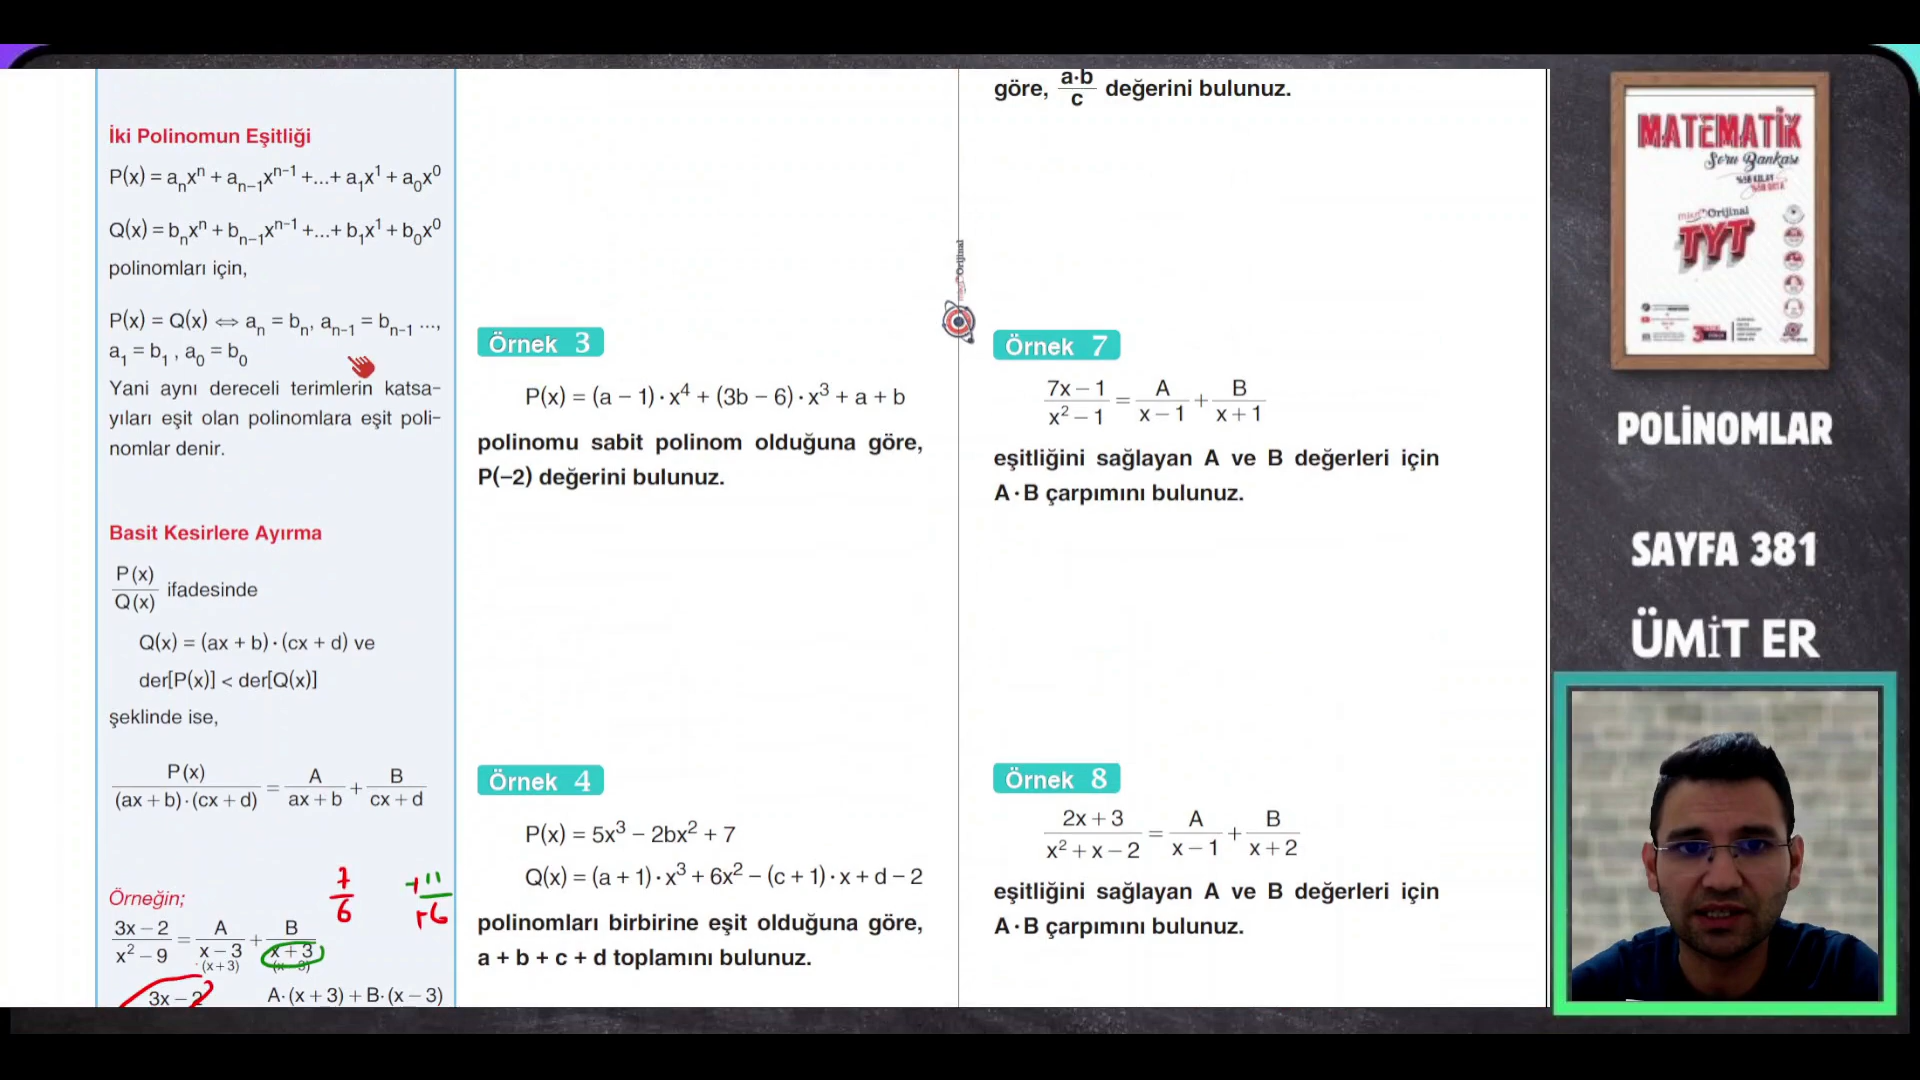 İki Polinomun Eşitliği
P(x) = aₙxⁿ + aₙ₋₁xⁿ⁻¹ +...+ a₁x¹ + a₀x⁰
Q(x) = bₙxⁿ + bₙ₋₁xⁿ⁻¹ +...+ b₁x¹ + b₀x⁰
polinomları için,
P(x) = Q(x) ⇔ aₙ = bₙ, aₙ₋₁ = bₙ₋₁ ...,
a₁ = b₁ , a₀ = b₀
Yani aynı dereceli terimlerin katsa-
yıları eşit olan polinomlara eşit poli-
nomlar denir.
Basit Kesirlere Ayırma
P(x)/Q(x) ifadesinde
Q(x) = (ax + b)·(cx + d) ve
der[P(x)] < der[Q(x)]
şeklinde ise,
P(x)/((ax + b)·(cx + d)) = A/(ax + b) + B/(cx + d)
7/6
Örneğin;
(3x − 2)/(x² − 9) = A/(x − 3) + B/(x + 3)
(x + 3)
3x − 2
A·(x + 3) + B·(x − 3)
Örnek 3
P(x) = (a − 1)·x⁴ + (3b − 6)·x³ + a + b
polinomu sabit polinom olduğuna göre,
P(−2) değerini bulunuz.
Örnek 4
P(x) = 5x³ − 2bx² + 7
Q(x) = (a + 1)·x³ + 6x² − (c + 1)·x + d − 2
polinomları birbirine eşit olduğuna göre,
a + b + c + d toplamını bulunuz.
göre, a·b/c değerini bulunuz.
Orijinal
Örnek 7
(7x − 1)/(x² − 1) = A/(x − 1) + B/(x + 1)
eşitliğini sağlayan A ve B değerleri için
A·B çarpımını bulunuz.
Örnek 8
(2x + 3)/(x² + x − 2) = A/(x − 1) + B/(x + 2)
eşitliğini sağlayan A ve B değerleri için
A·B çarpımını bulunuz.
MATEMATİK
Soru Bankası
Orijinal
TYT
POLİNOMLAR
SAYFA 381
ÜMİT ER